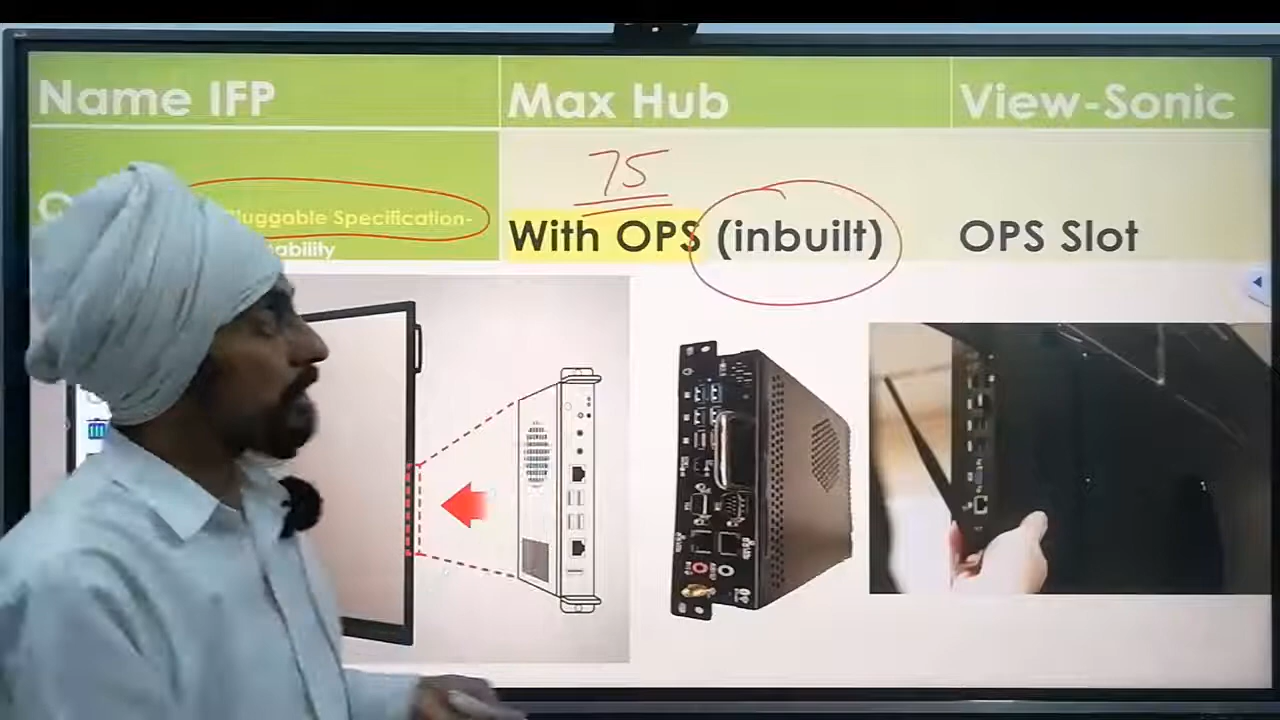 Name IFP
Max Hub
View-Sonic
75
Pluggable Specification-
With OPS (inbuilt)
OPS Slot